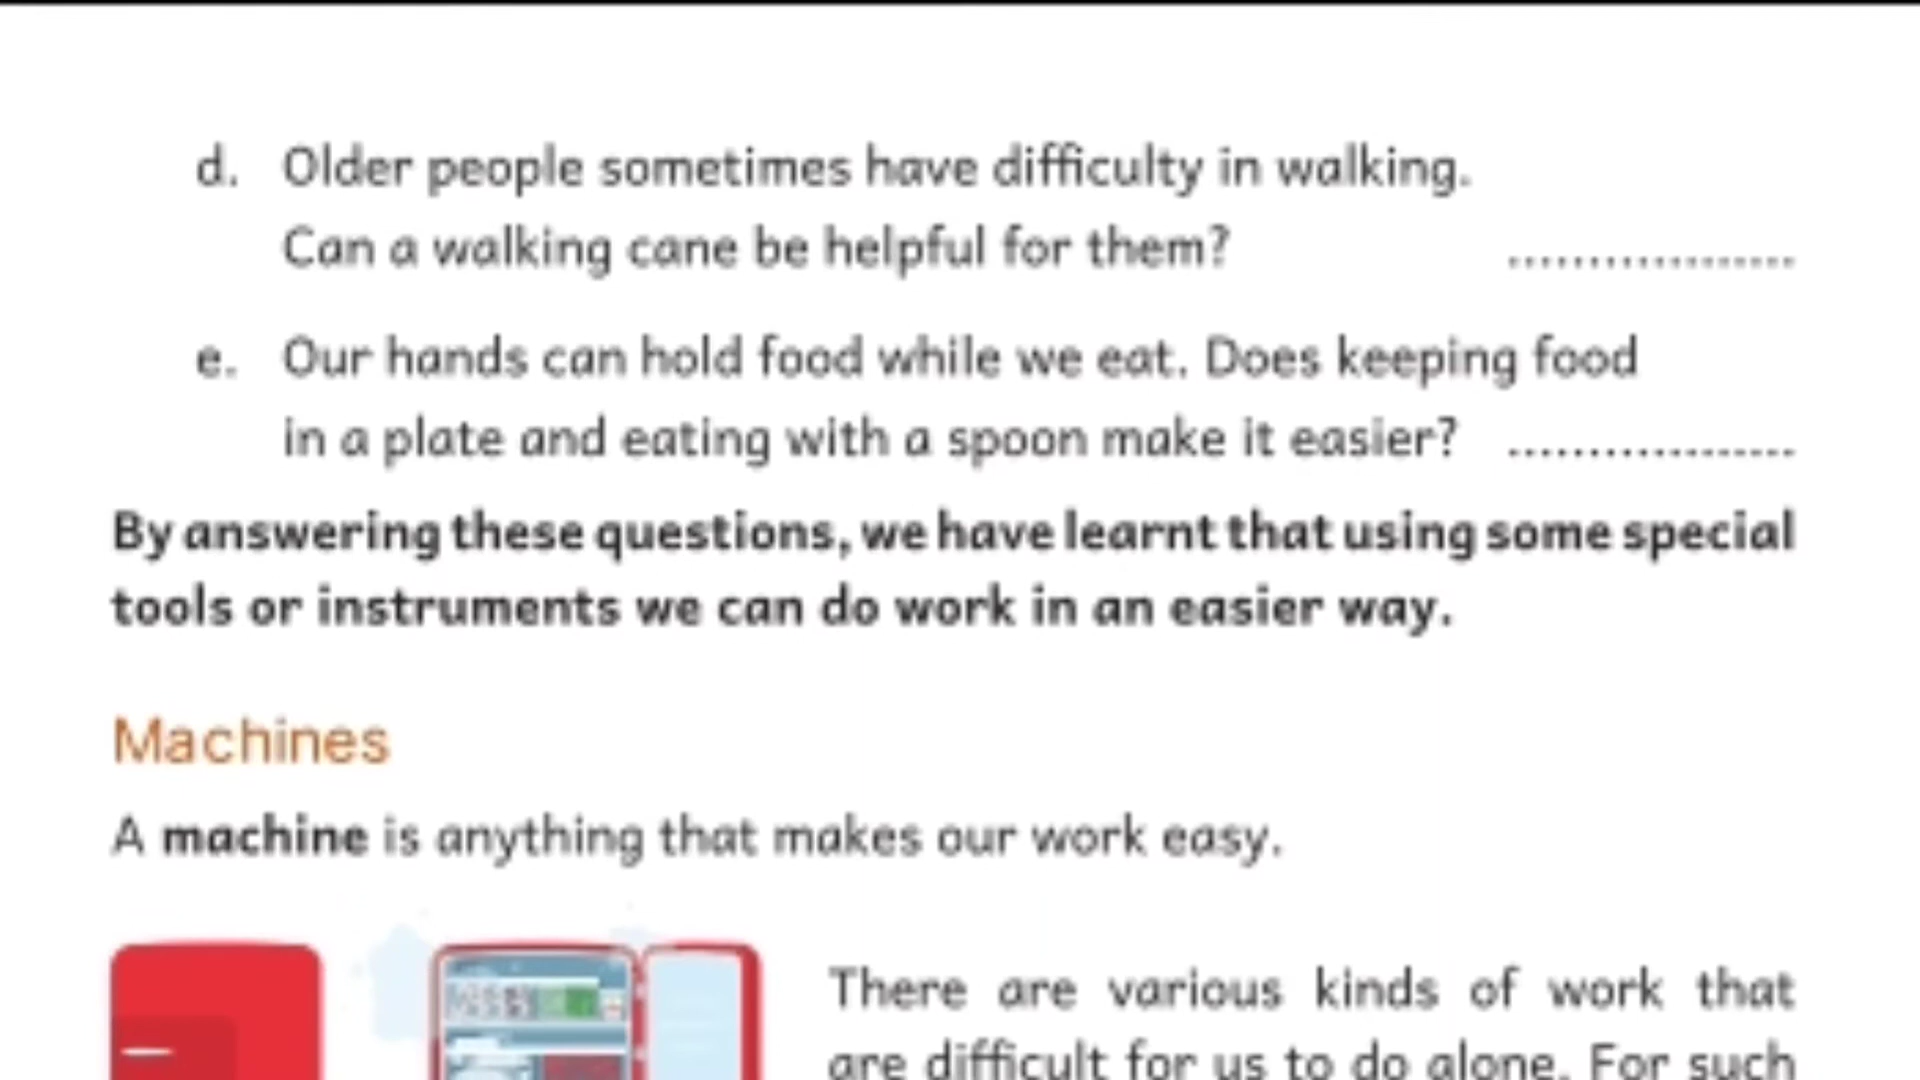 d. Older people sometimes have difficulty in walking.
Can a walking cane be helpful for them? ..................
e. Our hands can hold food while we eat. Does keeping food
in a plate and eating with a spoon make it easier? ..................
By answering these questions, we have learnt that using some special
tools or instruments we can do work in an easier way.
Machines
A machine is anything that makes our work easy.
There are various kinds of work that
are difficult for us to do alone. For such